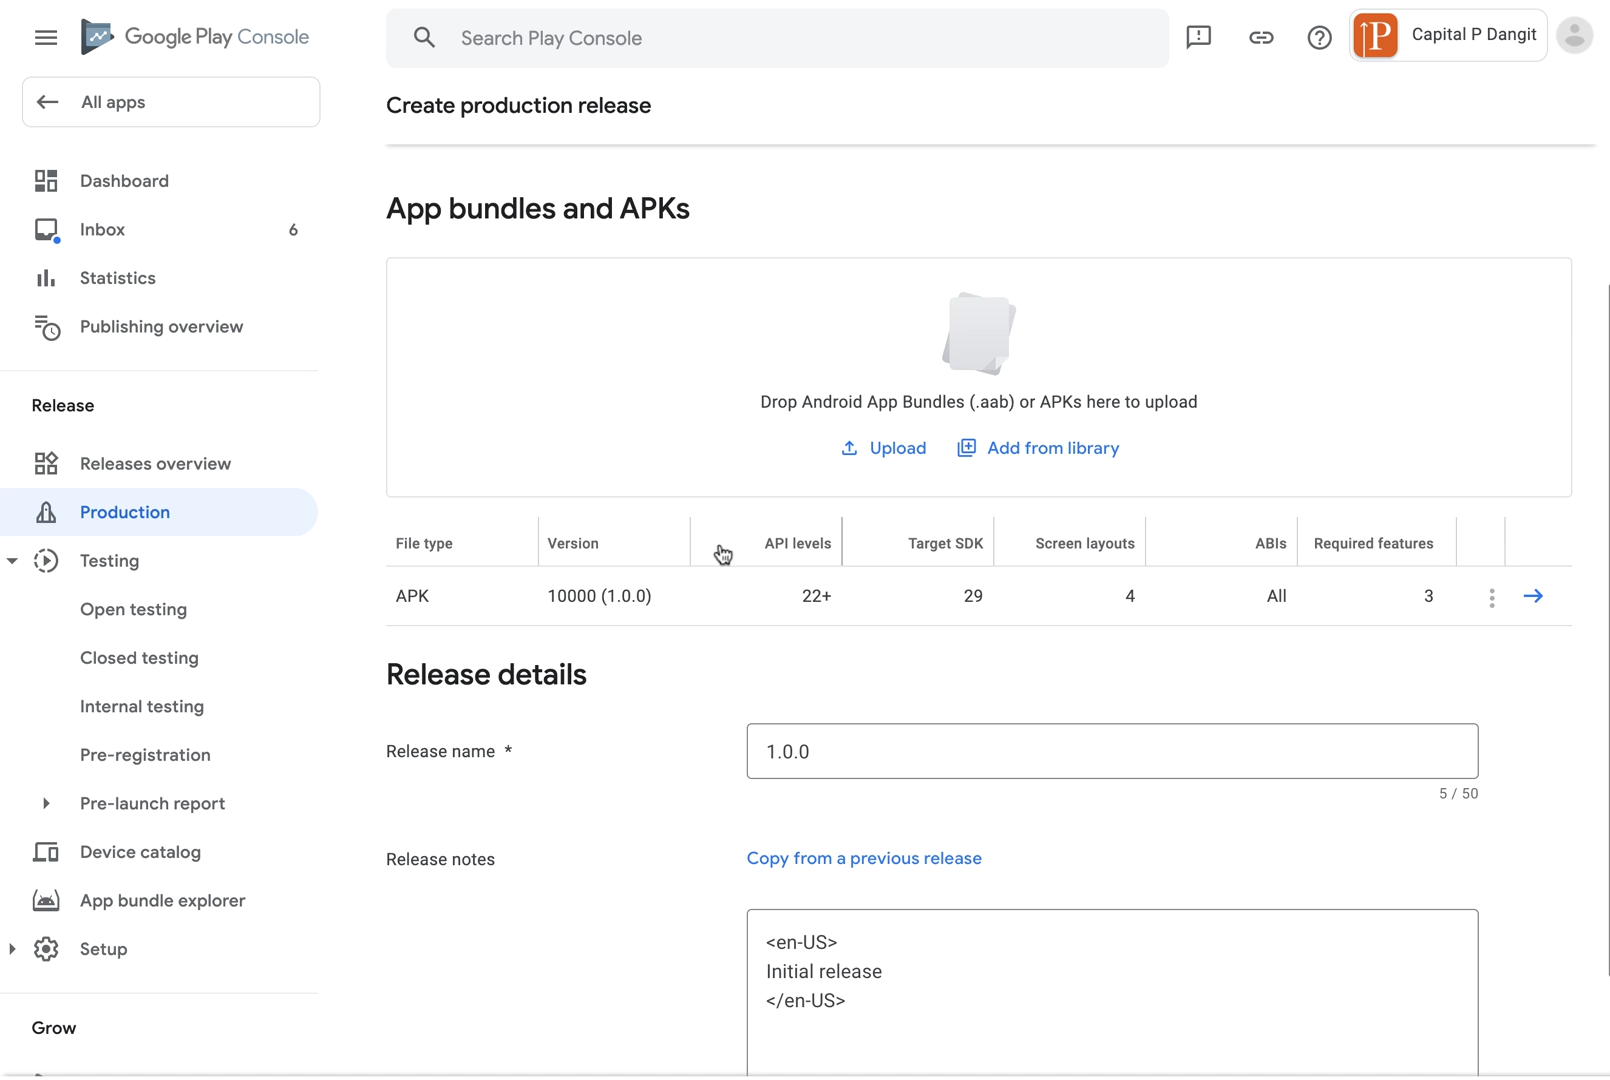 Google Play Console
Search Play Console
Capital P Dangit
All apps
Create production release
Dashboard
Inbox 6
Statistics
Publishing overview
Release
Releases overview
Production
Testing
Open testing
Closed testing
Internal testing
Pre-registration
Pre-launch report
Device catalog
App bundle explorer
Setup
Grow
App bundles and APKs
Drop Android App Bundles (.aab) or APKs here to upload
Upload Add from library
File type Version API levels Target SDK Screen layouts ABIs Required features
APK 10000 (1.0.0) 22+ 29 4 All 3
Release details
Release name *
1.0.0
5 / 50
Release notes
Copy from a previous release
<en-US>
Initial release
</en-US>